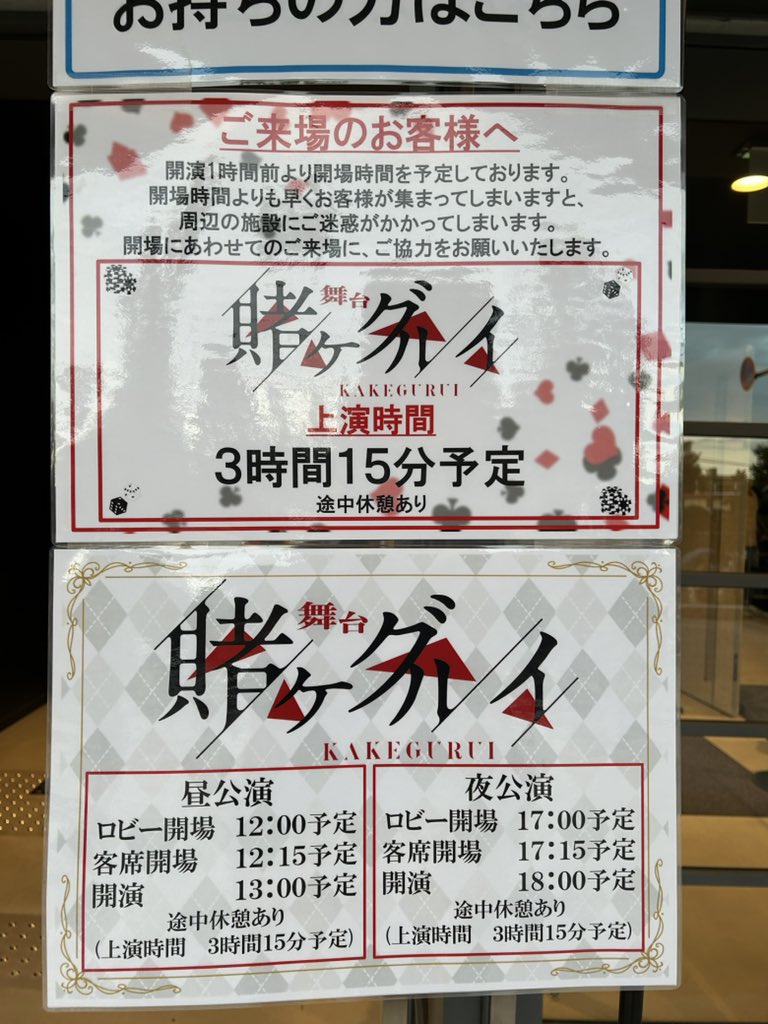 お持ちの方はこちら
ご来場のお客様へ
開演1時間前より開場時間を予定しております。
開場時間よりも早くお客様が集まってしまいますと、
周辺の施設にご迷惑がかかってしまいます。
開場にあわせてのご来場に、ご協力をお願いいたします。
舞台
賭ケグルイ
KAKEGURUI
上演時間
3時間15分予定
途中休憩あり
舞台
賭ケグルイ
KAKEGURUI
昼公演
ロビー開場 12:00予定
客席開場 12:15予定
開演 13:00予定
途中休憩あり
(上演時間 3時間15分予定)
夜公演
ロビー開場 17:00予定
客席開場 17:15予定
開演 18:00予定
途中休憩あり
(上演時間 3時間15分予定)